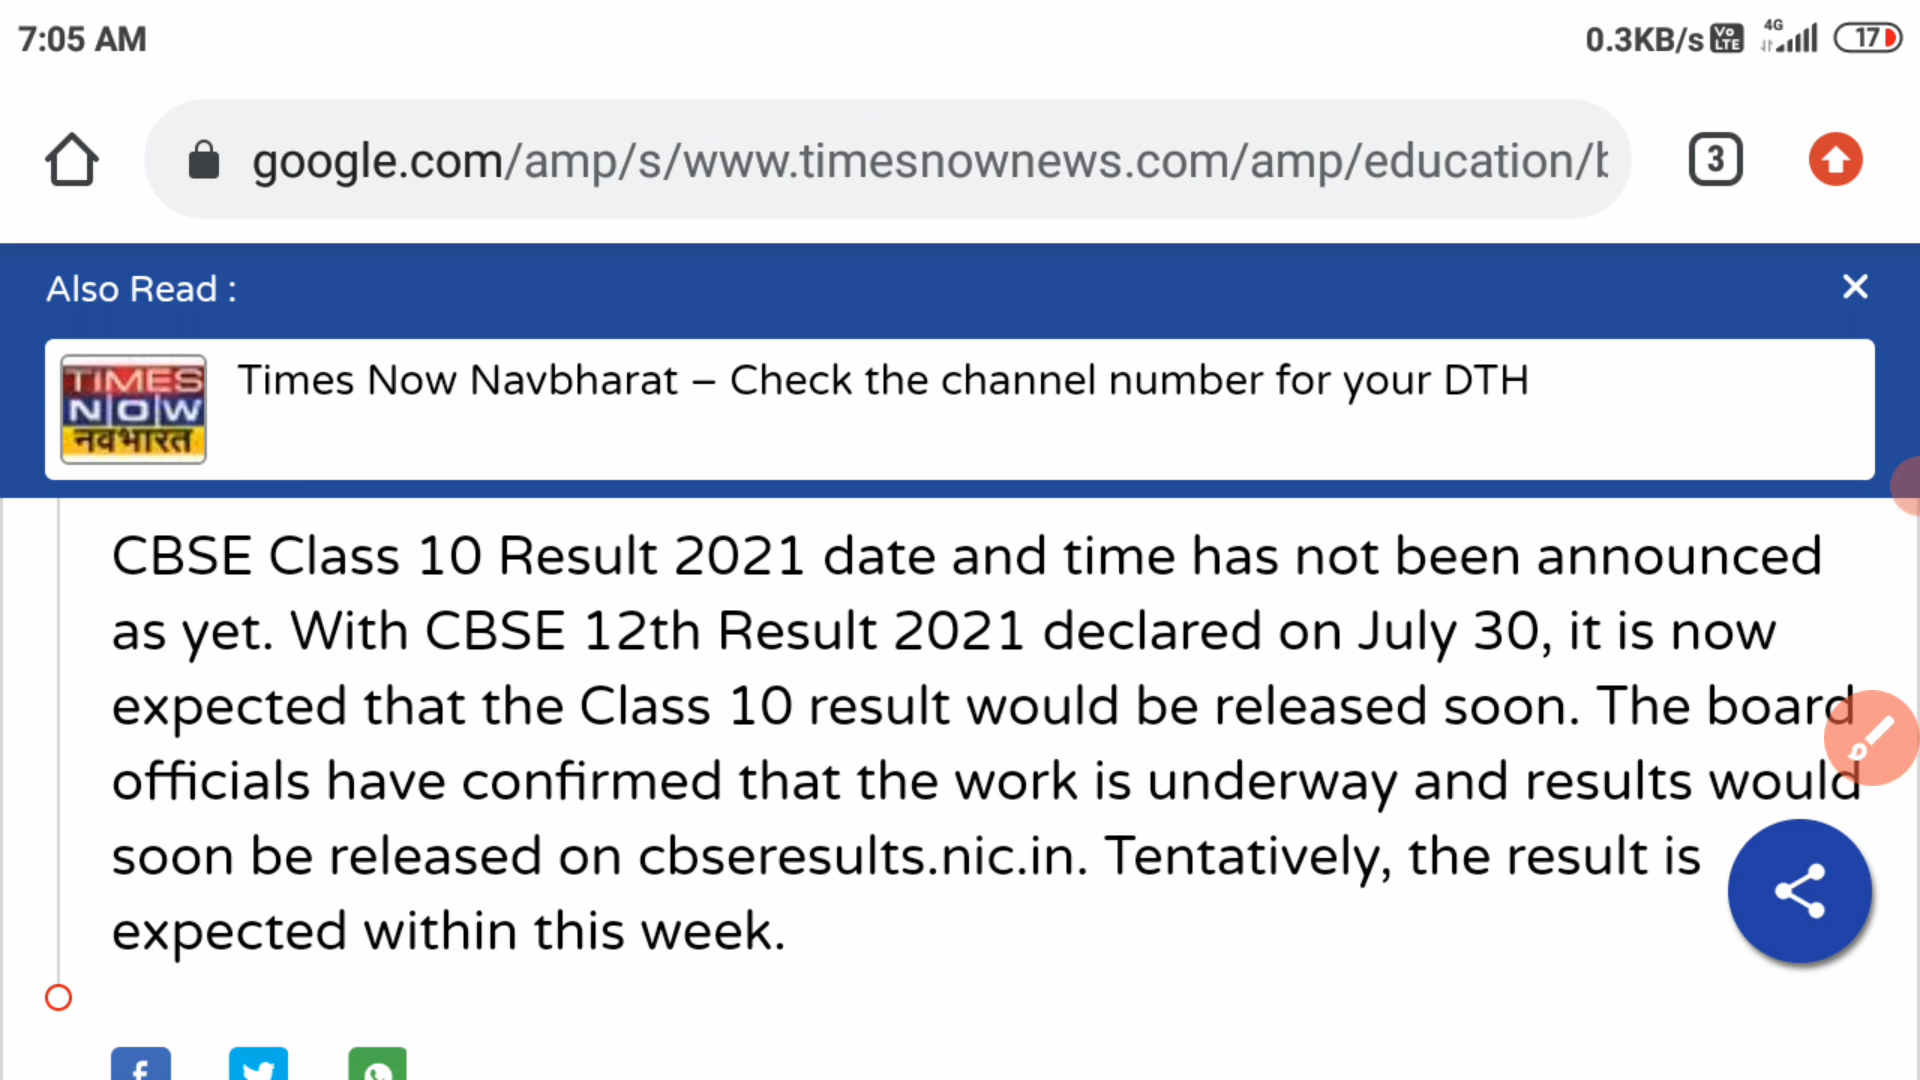 7:05 AM
0.3KB/s Vo LTE 4G 17
google.com/amp/s/www.timesnownews.com/amp/education/b
3
Also Read :
TIMES
NOW
नवभारत
Times Now Navbharat – Check the channel number for your DTH
CBSE Class 10 Result 2021 date and time has not been announced
as yet. With CBSE 12th Result 2021 declared on July 30, it is now
expected that the Class 10 result would be released soon. The board
officials have confirmed that the work is underway and results would
soon be released on cbseresults.nic.in. Tentatively, the result is
expected within this week.